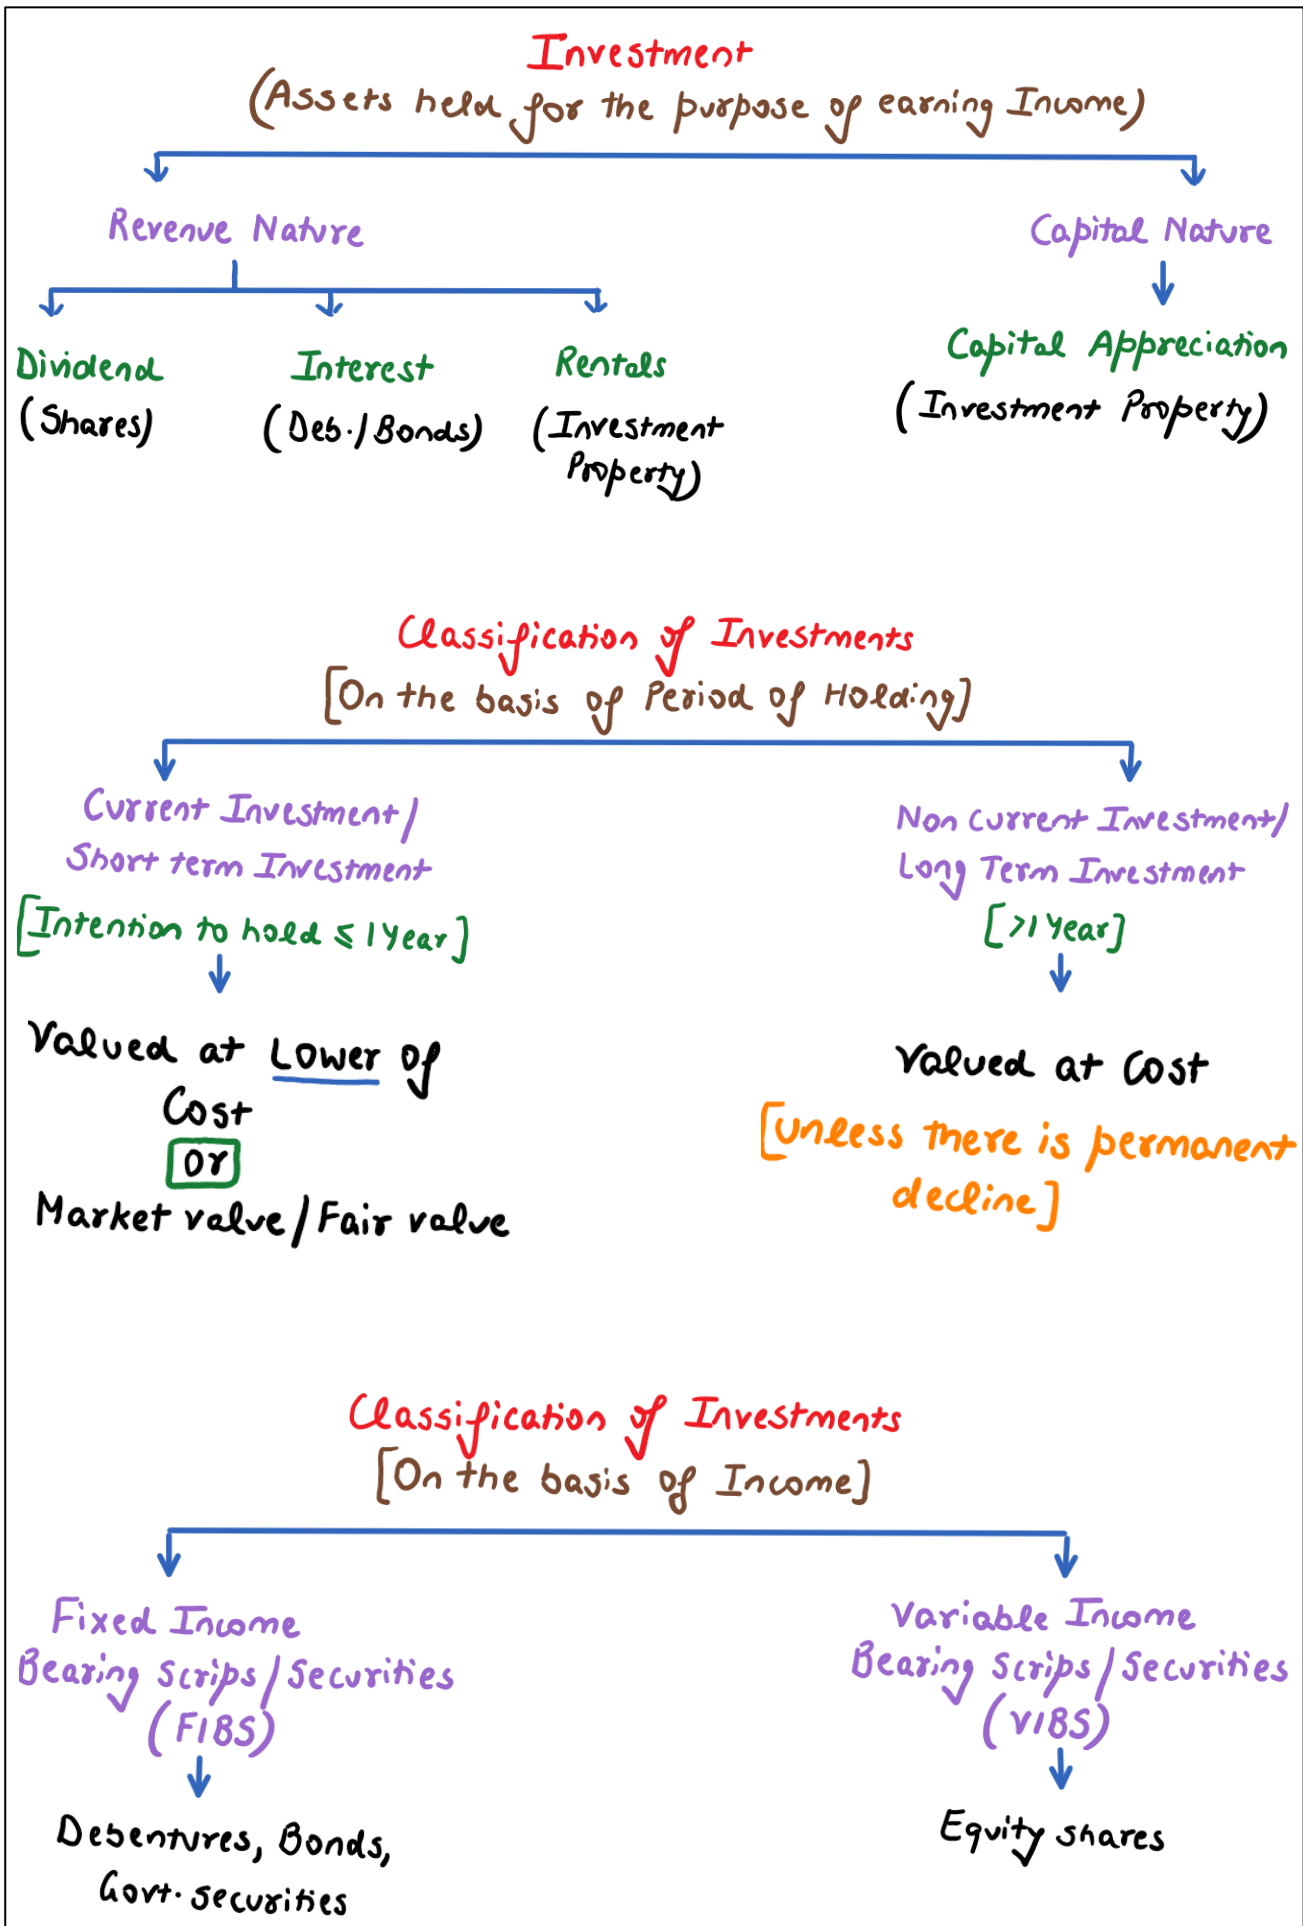 Investment
(Assets held for the purpose of earning Income)
Revenue Nature
Capital Nature
Dividend
(Shares)
Interest
(Deb./Bonds)
Rentals
(Investment
Property)
Capital Appreciation
(Investment Property)
Classification of Investments
[On the basis of Period of Holding]
Current Investment/
Short term Investment
[Intention to hold ≤ 1 Year]
Valued at Lower of
Cost
Or
Market value/Fair value
Non Current Investment/
Long Term Investment
[>1 Year]
Valued at Cost
[unless there is permanent
decline]
Classification of Investments
[On the basis of Income]
Fixed Income
Bearing Scrips/Securities
(FIBS)
Debentures, Bonds,
Govt. securities
Variable Income
Bearing Scrips/Securities
(VIBS)
Equity shares